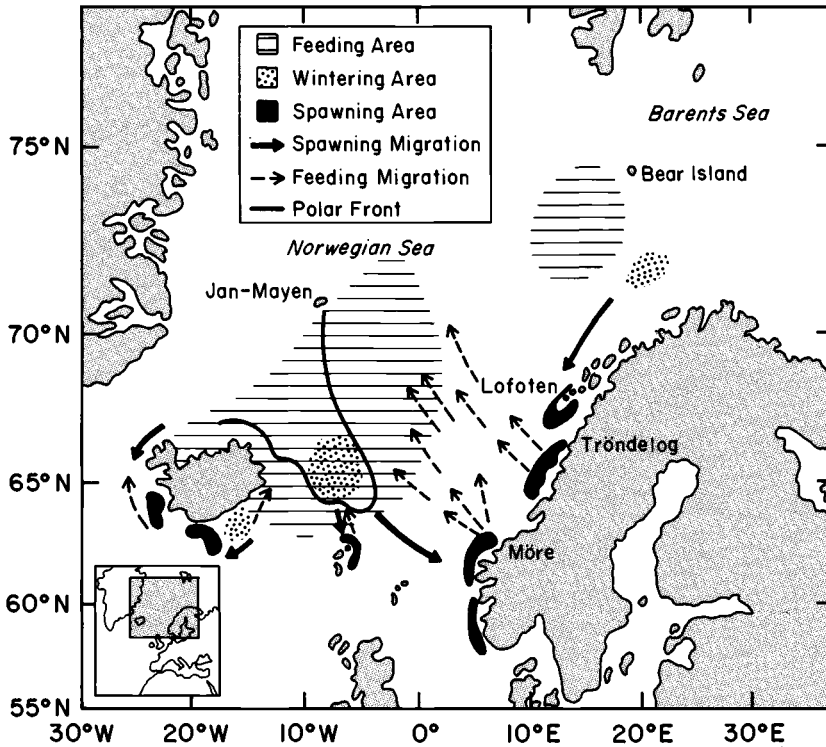 Feeding Area
Wintering Area
Spawning Area
Spawning Migration
Feeding Migration
Polar Front
Barents Sea
75°N
Bear Island
Norwegian Sea
Jan-Mayen
70°N
Lofoten
Tröndelog
65°N
Möre
60°N
55°N
30°W
20°W
10°W
0°
10°E
20°E
30°E